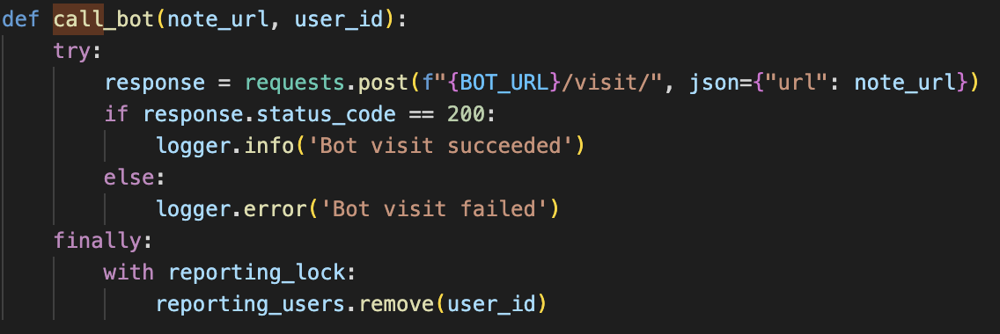 def call_bot(note_url, user_id):
    try:
        response = requests.post(f"{BOT_URL}/visit/", json={"url": note_url})
        if response.status_code == 200:
            logger.info('Bot visit succeeded')
        else:
            logger.error('Bot visit failed')
    finally:
        with reporting_lock:
            reporting_users.remove(user_id)